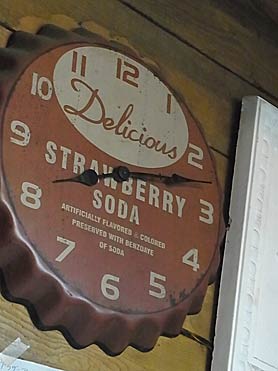 11 12 1
10 2
Delicious
9 STRAWBERRY 3
8 SODA 4
ARTIFICIALLY FLAVORED & COLORED
PRESERVED WITH BENZOATE
OF SODA
7 6 5